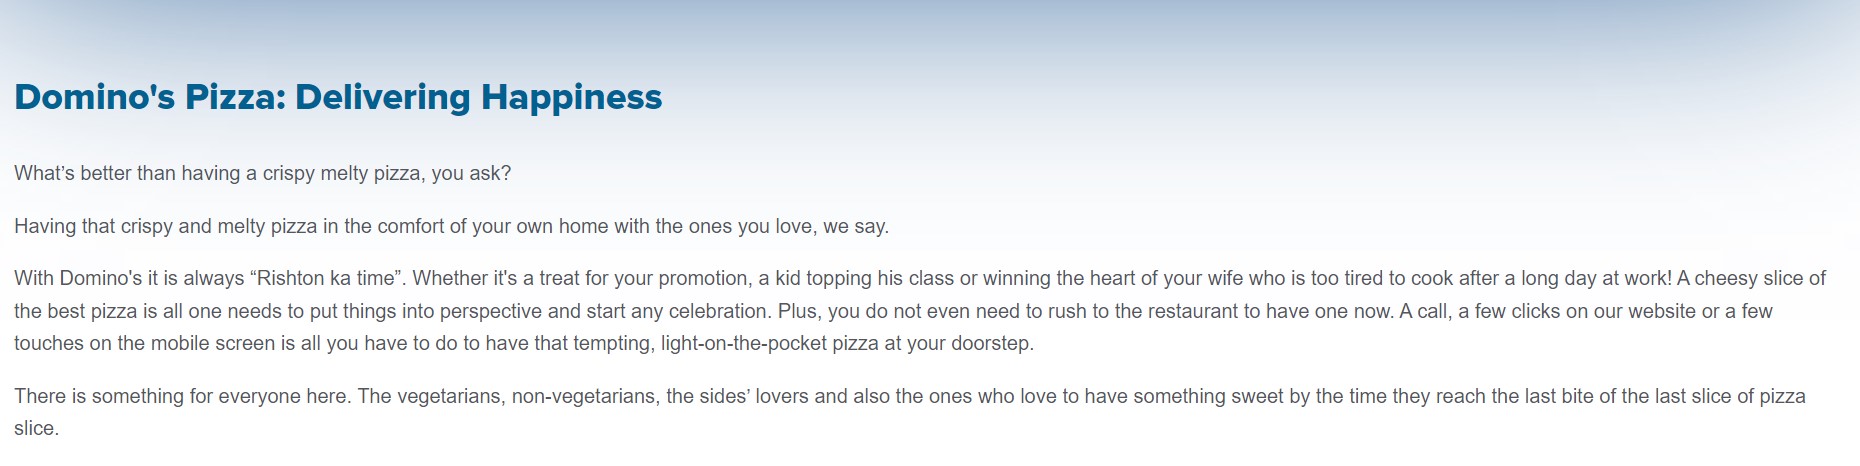 Domino's Pizza: Delivering Happiness
What’s better than having a crispy melty pizza, you ask?
Having that crispy and melty pizza in the comfort of your own home with the ones you love, we say.
With Domino's it is always “Rishton ka time”. Whether it's a treat for your promotion, a kid topping his class or winning the heart of your wife who is too tired to cook after a long day at work! A cheesy slice of
the best pizza is all one needs to put things into perspective and start any celebration. Plus, you do not even need to rush to the restaurant to have one now. A call, a few clicks on our website or a few
touches on the mobile screen is all you have to do to have that tempting, light-on-the-pocket pizza at your doorstep.
There is something for everyone here. The vegetarians, non-vegetarians, the sides’ lovers and also the ones who love to have something sweet by the time they reach the last bite of the last slice of pizza
slice.